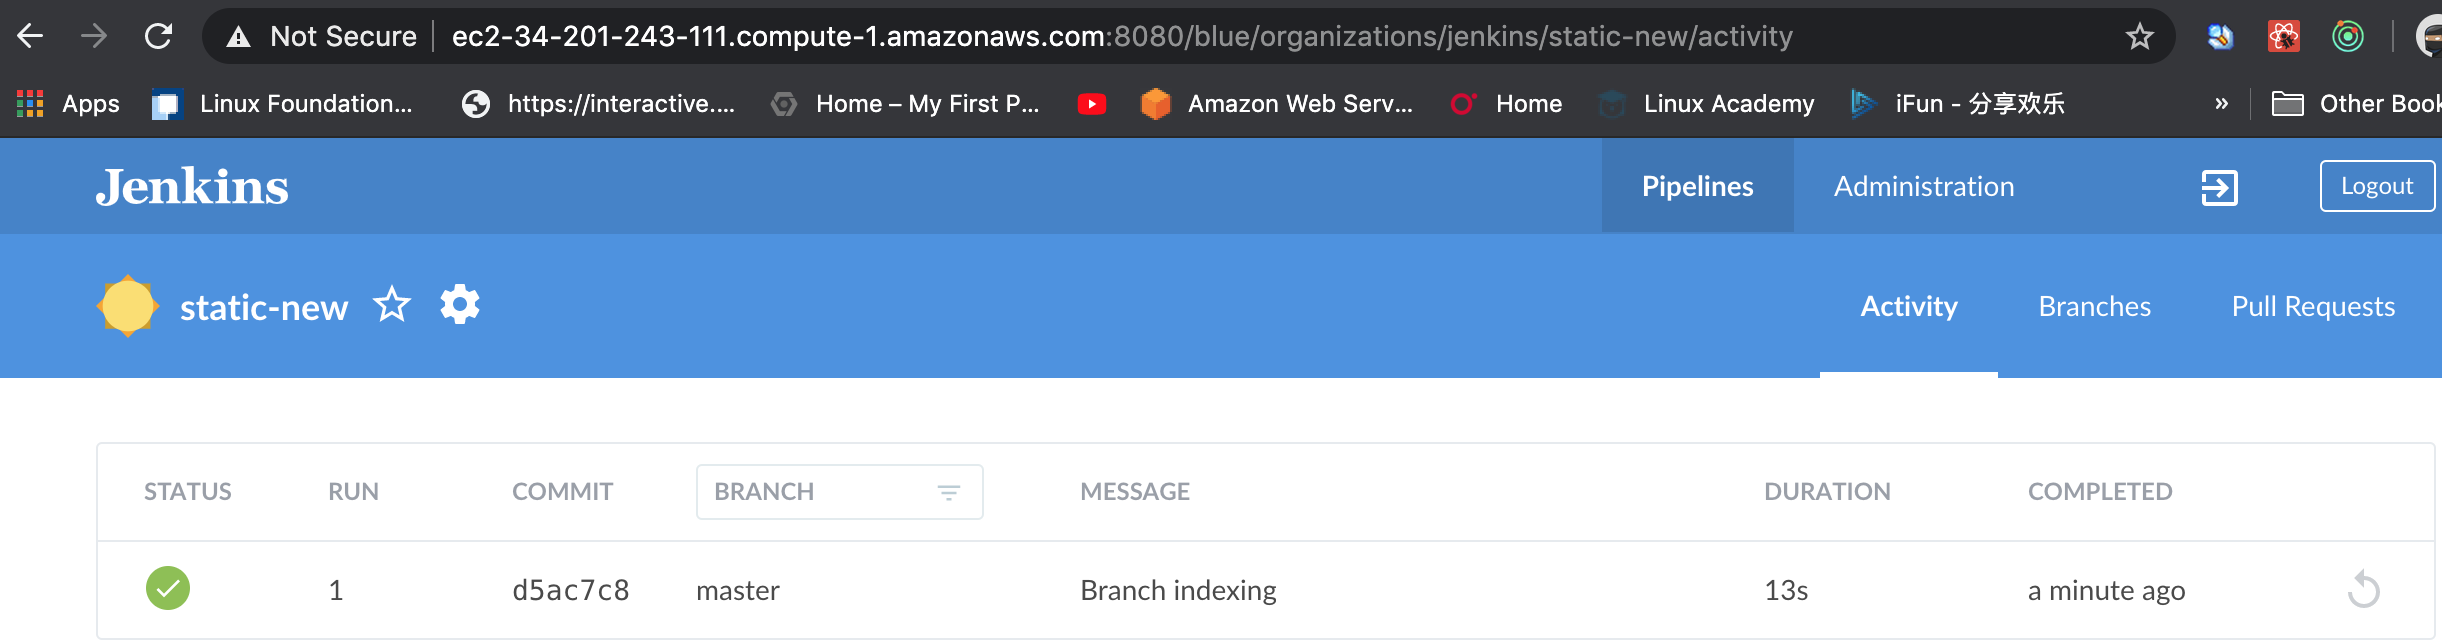 Not Secure ec2-34-201-243-111.compute-1.amazonaws.com:8080/blue/organizations/jenkins/static-new/activity
Apps Linux Foundation... https://interactive.... Home – My First P... Amazon Web Serv... Home Linux Academy iFun - 分享欢乐 » Other Book
Jenkins Pipelines Administration Logout
static-new Activity Branches Pull Requests
STATUS RUN COMMIT BRANCH MESSAGE DURATION COMPLETED
1 d5ac7c8 master Branch indexing 13s a minute ago